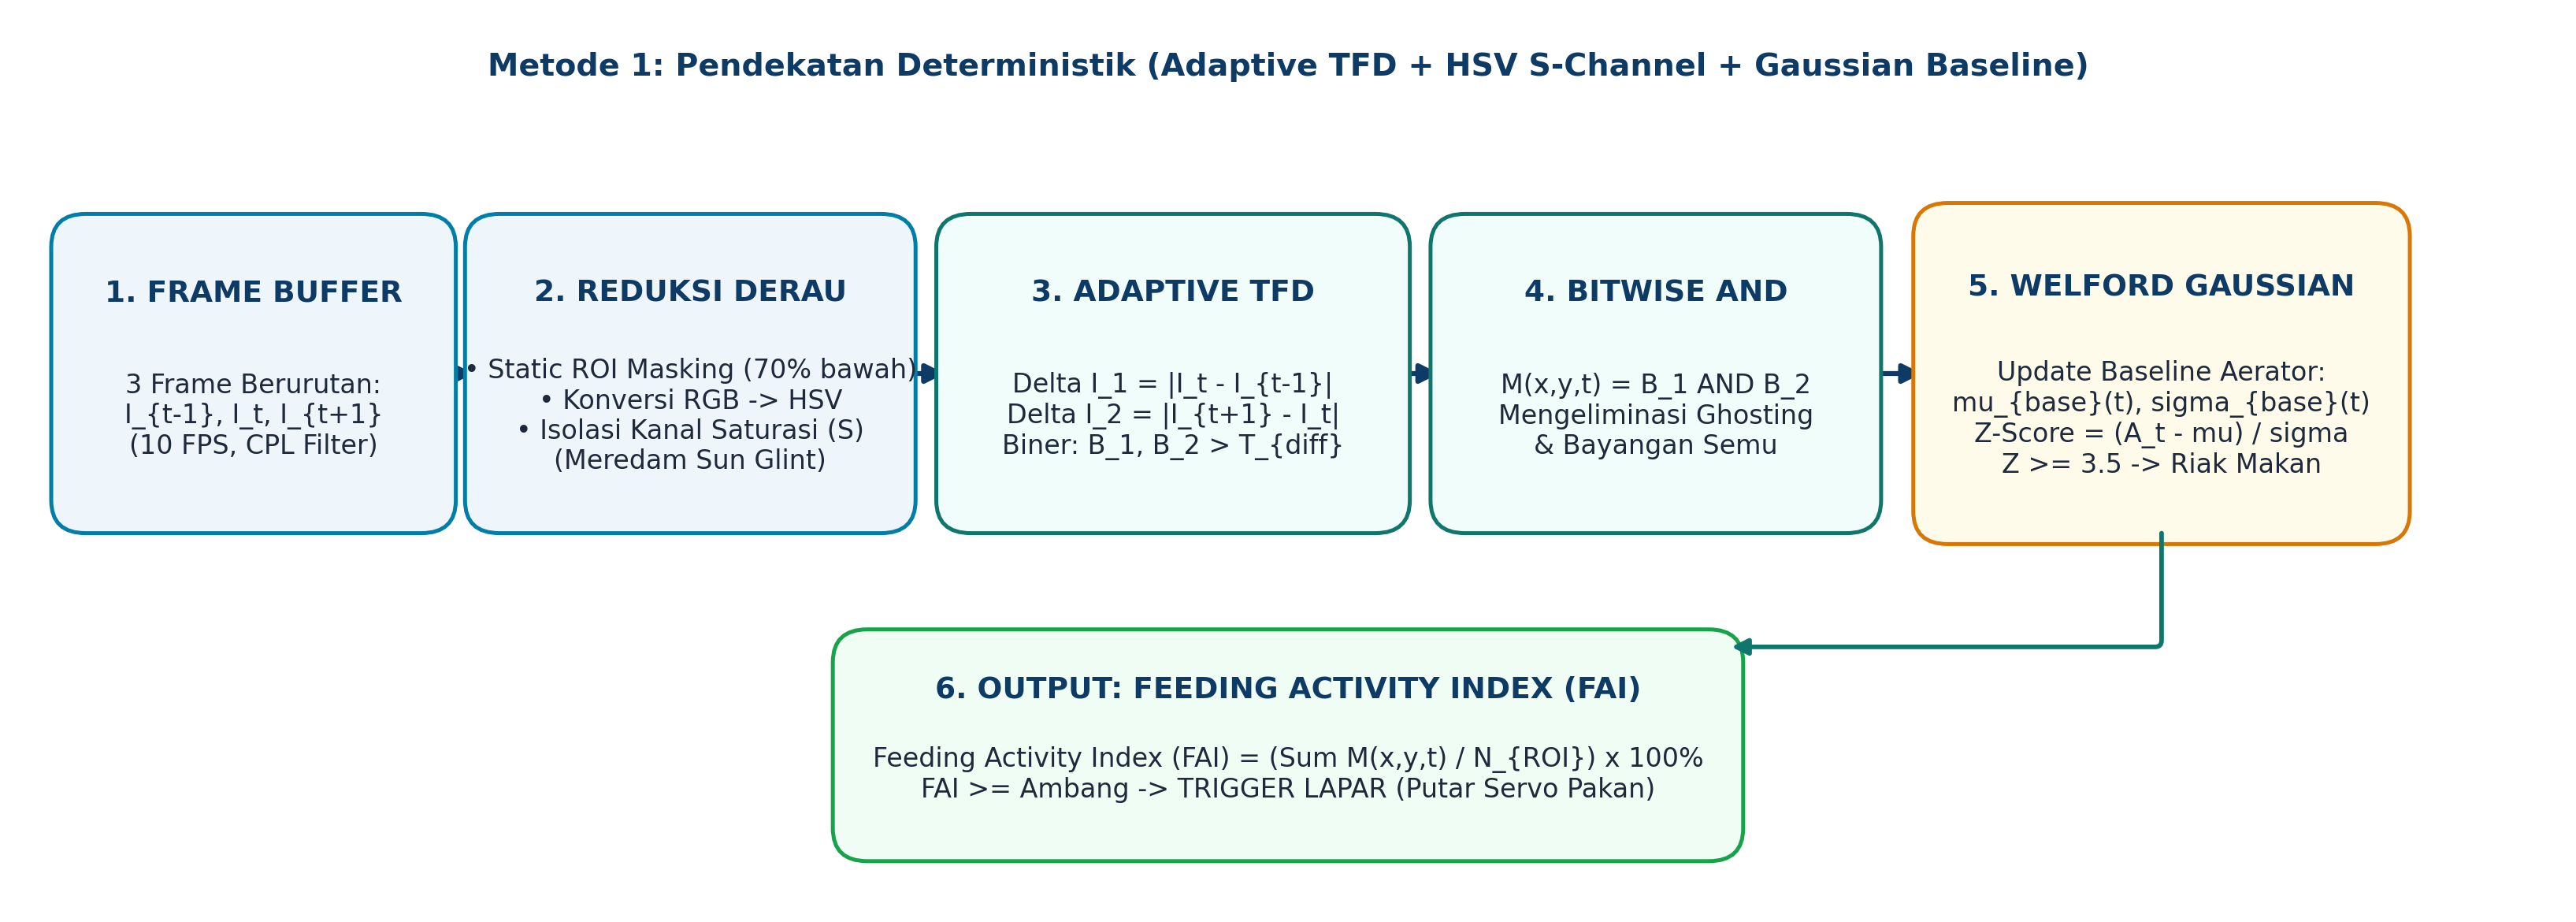 Metode 1: Pendekatan Deterministik (Adaptive TFD + HSV S-Channel + Gaussian Baseline)
1. FRAME BUFFER
3 Frame Berurutan:
I_{t-1}, I_t, I_{t+1}
(10 FPS, CPL Filter)
2. REDUKSI DERAU
• Static ROI Masking (70% bawah)
• Konversi RGB -> HSV
• Isolasi Kanal Saturasi (S)
(Meredam Sun Glint)
3. ADAPTIVE TFD
Delta I_1 = |I_t - I_{t-1}|
Delta I_2 = |I_{t+1} - I_t|
Biner: B_1, B_2 > T_{diff}
4. BITWISE AND
M(x,y,t) = B_1 AND B_2
Mengeliminasi Ghosting
& Bayangan Semu
5. WELFORD GAUSSIAN
Update Baseline Aerator:
mu_{base}(t), sigma_{base}(t)
Z-Score = (A_t - mu) / sigma
Z >= 3.5 -> Riak Makan
6. OUTPUT: FEEDING ACTIVITY INDEX (FAI)
Feeding Activity Index (FAI) = (Sum M(x,y,t) / N_{ROI}) x 100%
FAI >= Ambang -> TRIGGER LAPAR (Putar Servo Pakan)